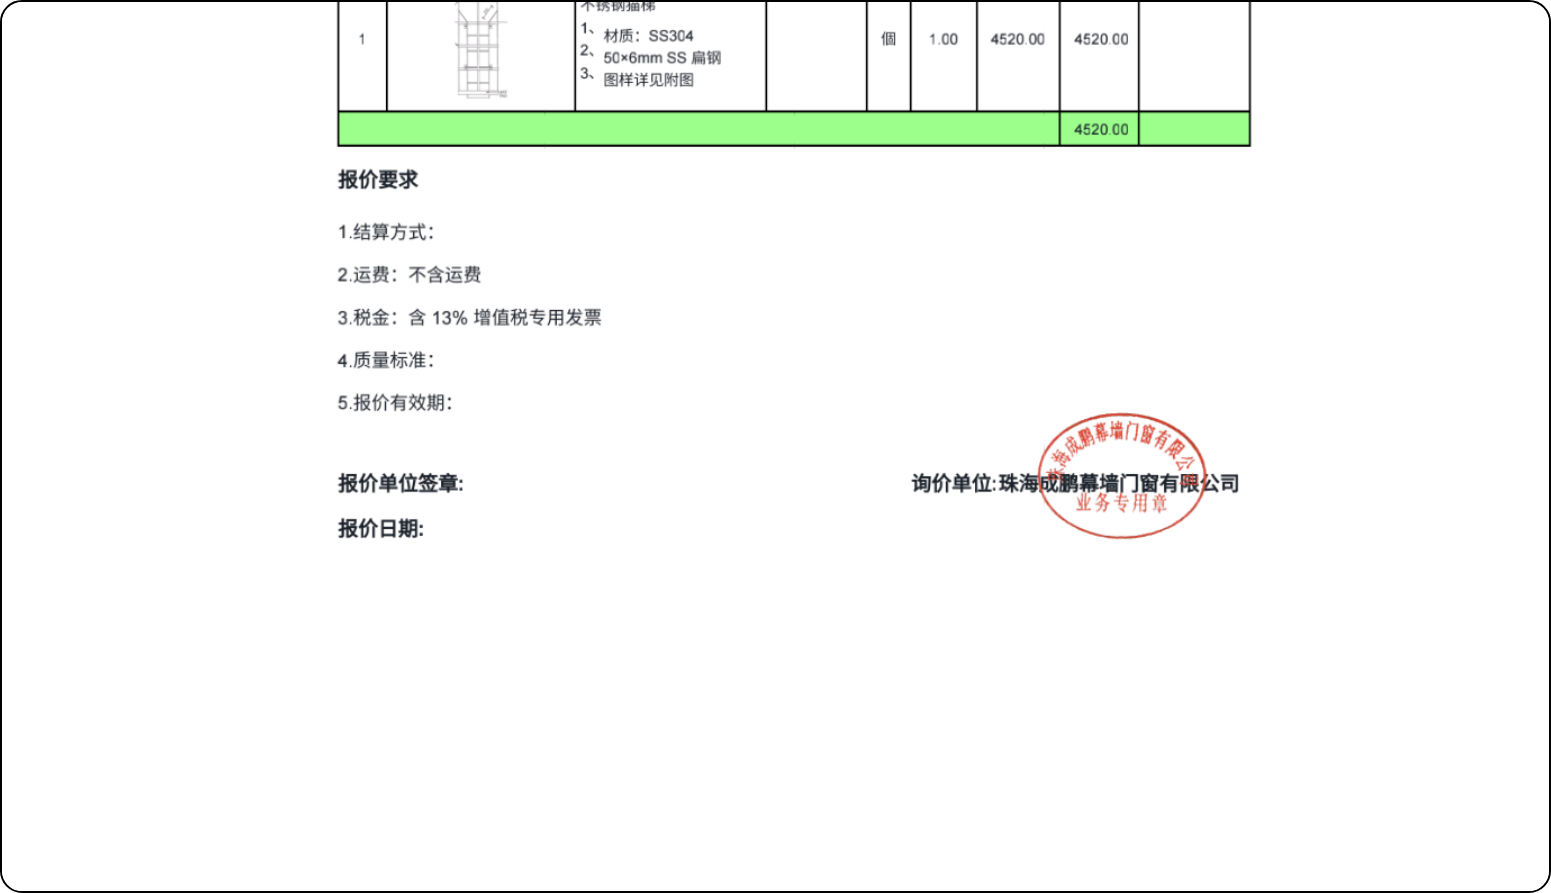 不锈钢猫梯
1 1、材质：SS304 個 1.00 4520.00 4520.00
2、50×6mm SS 扁钢
3、图样详见附图
4520.00
报价要求
1.结算方式：
2.运费：不含运费
3.税金：含 13% 增值税专用发票
4.质量标准：
5.报价有效期：
珠海成鹏幕墙门窗有限公司
报价单位签章: 询价单位:珠海成鹏幕墙门窗有限公司
业务专用章
报价日期: